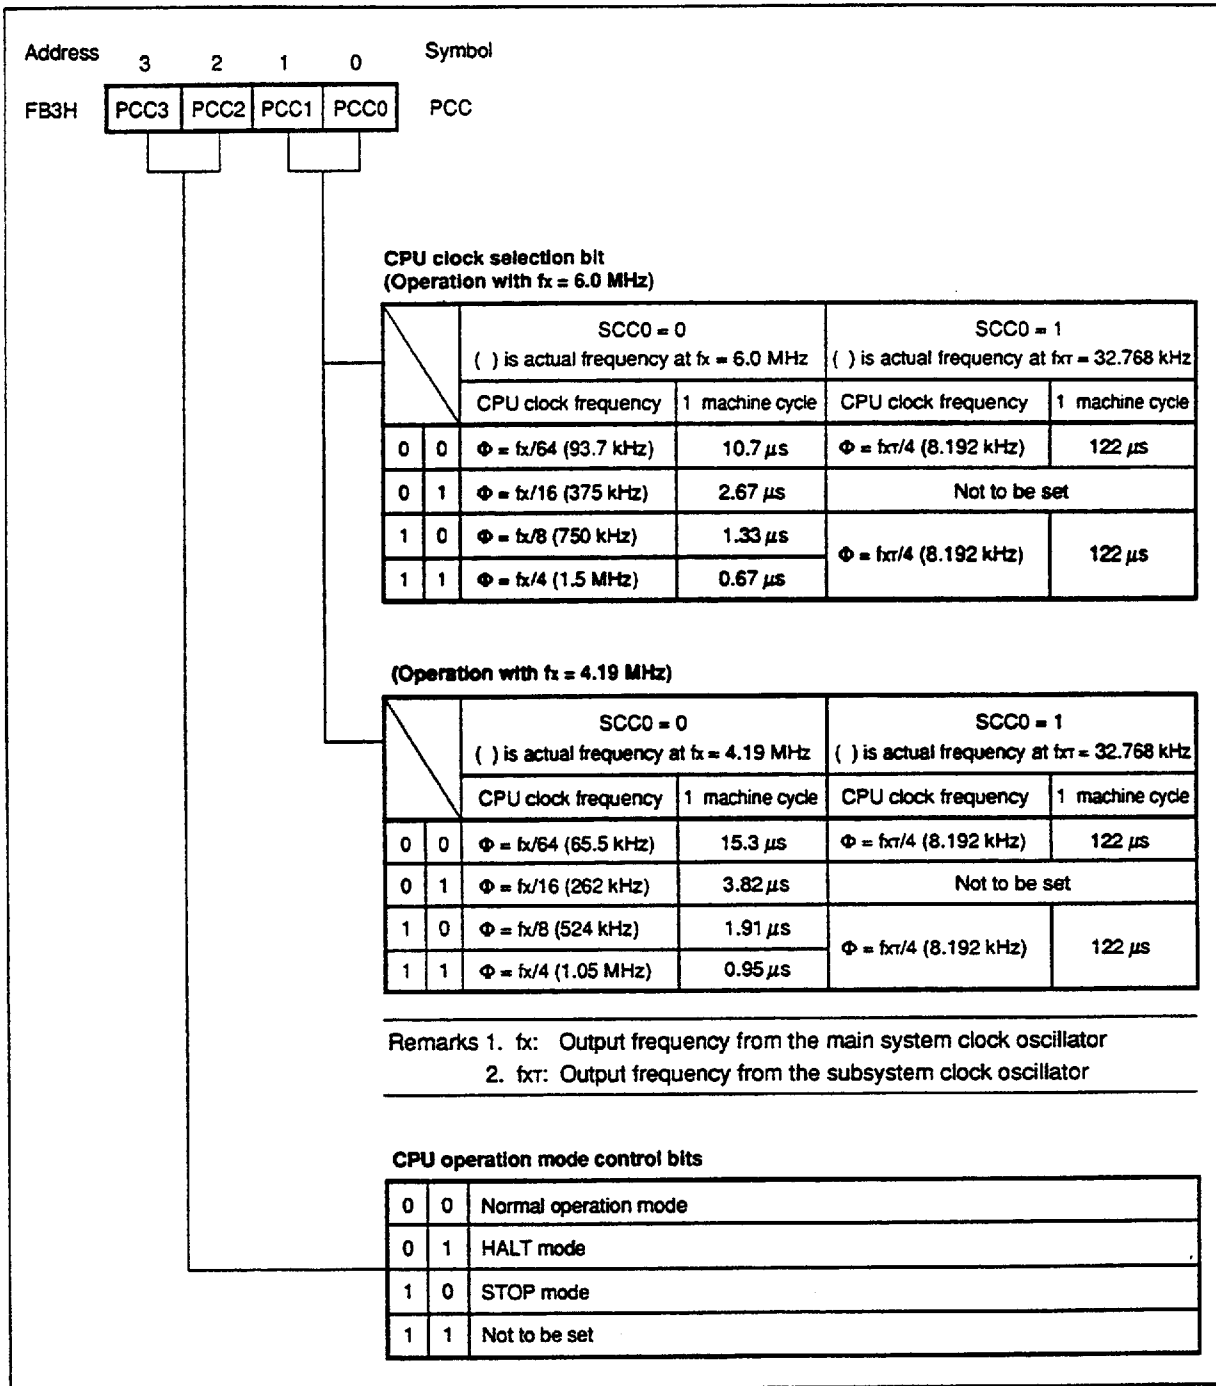 Address 3 2 1 0 Symbol
FB3H PCC3 PCC2 PCC1 PCC0 PCC
CPU clock selection bit
(Operation with fx = 6.0 MHz)
SCC0 = 0 SCC0 = 1
( ) is actual frequency at fx = 6.0 MHz ( ) is actual frequency at fxT = 32.768 kHz
CPU clock frequency 1 machine cycle CPU clock frequency 1 machine cycle
0 0 Φ = fx/64 (93.7 kHz) 10.7 µs Φ = fxT/4 (8.192 kHz) 122 µs
0 1 Φ = fx/16 (375 kHz) 2.67 µs Not to be set
1 0 Φ = fx/8 (750 kHz) 1.33 µs
Φ = fxT/4 (8.192 kHz) 122 µs
1 1 Φ = fx/4 (1.5 MHz) 0.67 µs
(Operation with fx = 4.19 MHz)
SCC0 = 0 SCC0 = 1
( ) is actual frequency at fx = 4.19 MHz ( ) is actual frequency at fxT = 32.768 kHz
CPU clock frequency 1 machine cycle CPU clock frequency 1 machine cycle
0 0 Φ = fx/64 (65.5 kHz) 15.3 µs Φ = fxT/4 (8.192 kHz) 122 µs
0 1 Φ = fx/16 (262 kHz) 3.82 µs Not to be set
1 0 Φ = fx/8 (524 kHz) 1.91 µs
Φ = fxT/4 (8.192 kHz) 122 µs
1 1 Φ = fx/4 (1.05 MHz) 0.95 µs
Remarks 1. fx: Output frequency from the main system clock oscillator
2. fxT: Output frequency from the subsystem clock oscillator
CPU operation mode control bits
0 0 Normal operation mode
0 1 HALT mode
1 0 STOP mode
1 1 Not to be set